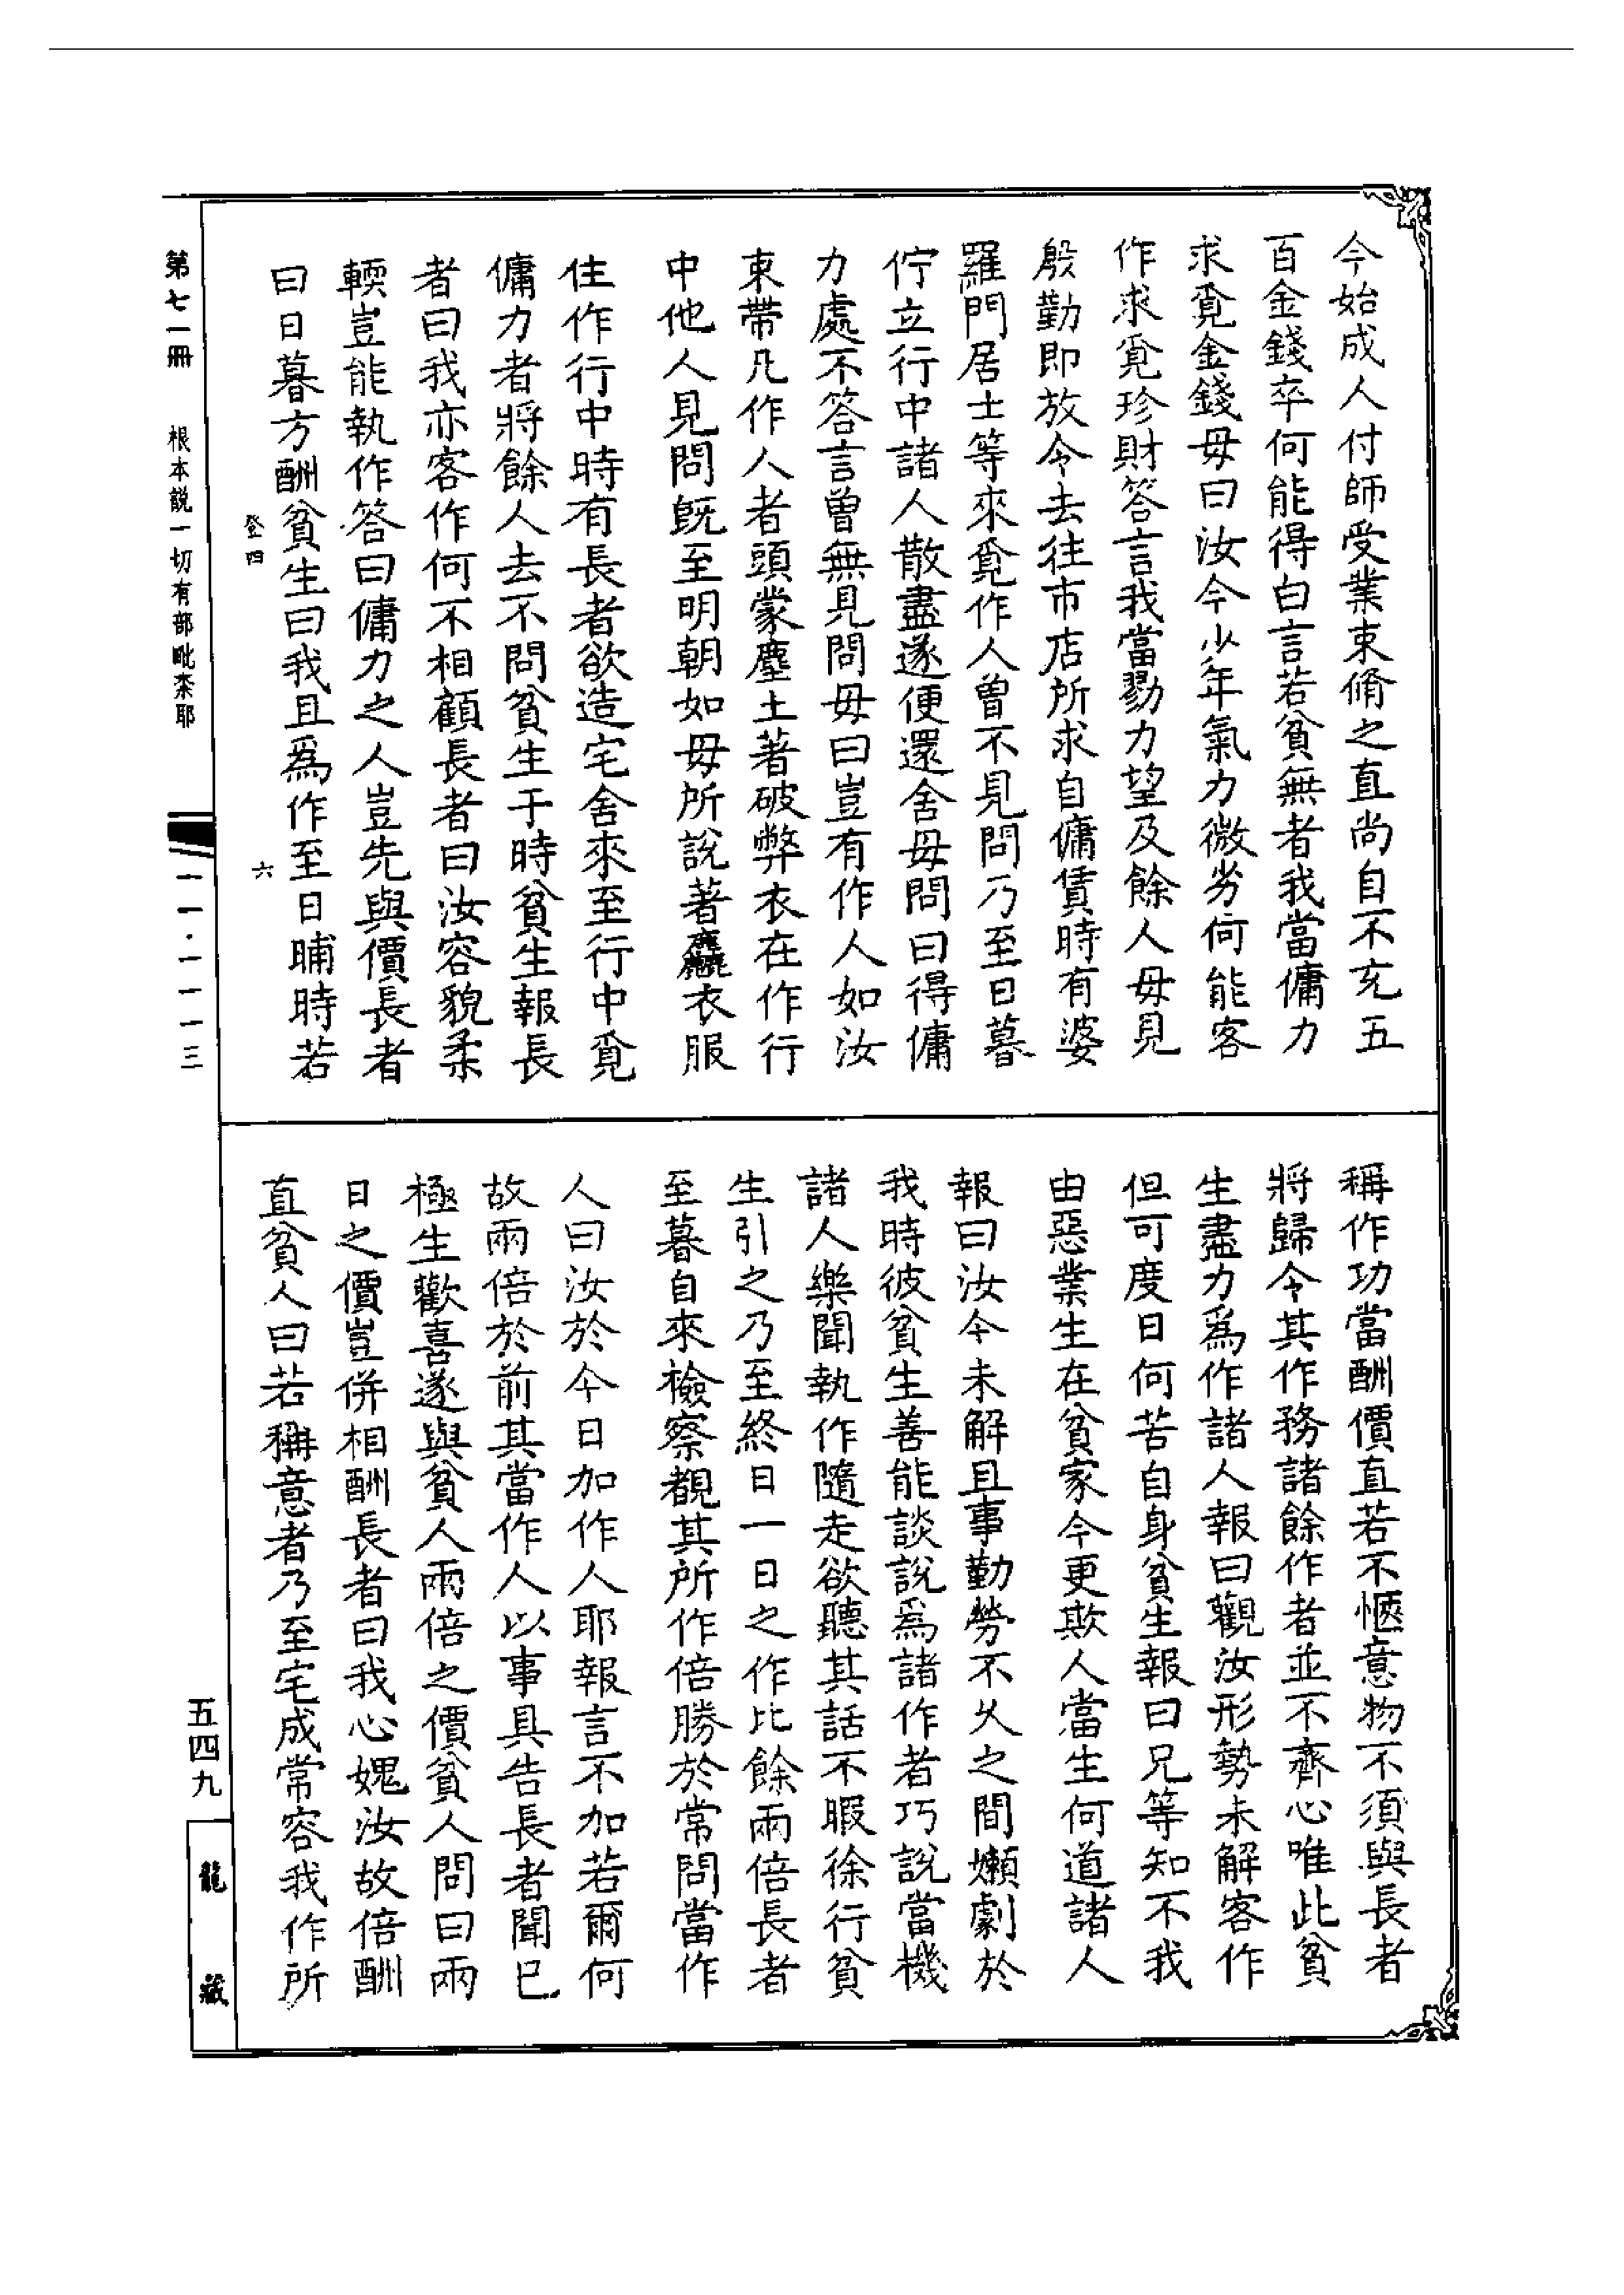 今始成人付師受業束脩之直尚自不充五
百金錢卒何能得白言若貧無者我當傭力
求覓金錢母曰汝今少年氣力微劣何能客
作求覓珍財答言我當勠力望及餘人母見
殷勤即放令去往市店所求自傭賃時有婆
羅門居士等來覓作人曾不見問乃至日暮
佇立行中諸人散盡遂便還舍母問曰得傭
力處不答言曾無見問母曰豈有作人如汝
束帶凡作人者頭蒙塵土著破弊衣在作行
中他人見問旣至明朝如母所說著麤衣服
住作行中時有長者欲造宅舍來至行中覓
傭力者將餘人去不問貧生于時貧生報長
者曰我亦客作何不相顧長者曰汝容貌柔
輭豈能執作答曰傭力之人豈先與價長者
曰日暮方酬貧生曰我且爲作至日晡時若
稱作功當酬價直若不愜意物不須與長者
將歸令其作務諸餘作者並不齊心唯此貧
生盡力爲作諸人報曰觀汝形勢未解客作
但可度日何苦自身貧生報曰兄等知不我
由惡業生在貧家今更欺人當生何道諸人
報曰汝今未解且事勤勞不久之間嬾劇於
我時彼貧生善能談說爲諸作者巧說當機
諸人樂聞執作隨走欲聽其話不暇徐行貧
生引之乃至終日一日之作比餘兩倍長者
至暮自來檢察覩其所作倍勝於常問當作
人曰汝於今日加作人耶報言不加若爾何
故兩倍於前其當作人以事具告長者聞已
極生歡喜遂與貧人兩倍之價貧人問曰兩
日之價豈併相酬長者曰我心媿汝故倍酬
直貧人曰若稱意者乃至宅成常容我作所
登四
六
第七一冊
根本說一切有部毗柰耶
一一·一一一三
五四九
龍藏